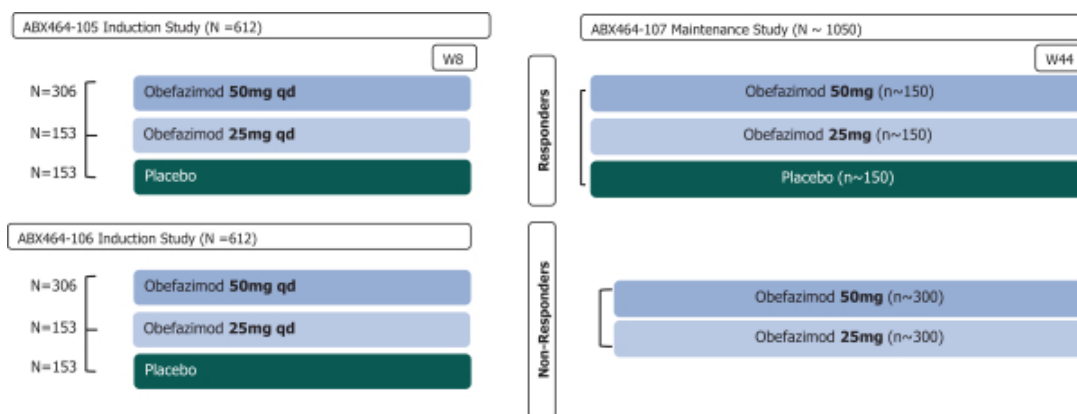 ABX464-105 Induction Study (N =612)
W8
N=306
Obefazimod 50mg qd
N=153
Obefazimod 25mg qd
N=153
Placebo
ABX464-106 Induction Study (N =612)
N=306
Obefazimod 50mg qd
N=153
Obefazimod 25mg qd
N=153
Placebo
ABX464-107 Maintenance Study (N ~ 1050)
W44
Responders
Obefazimod 50mg (n~150)
Obefazimod 25mg (n~150)
Placebo (n~150)
Non-Responders
Obefazimod 50mg (n~300)
Obefazimod 25mg (n~300)